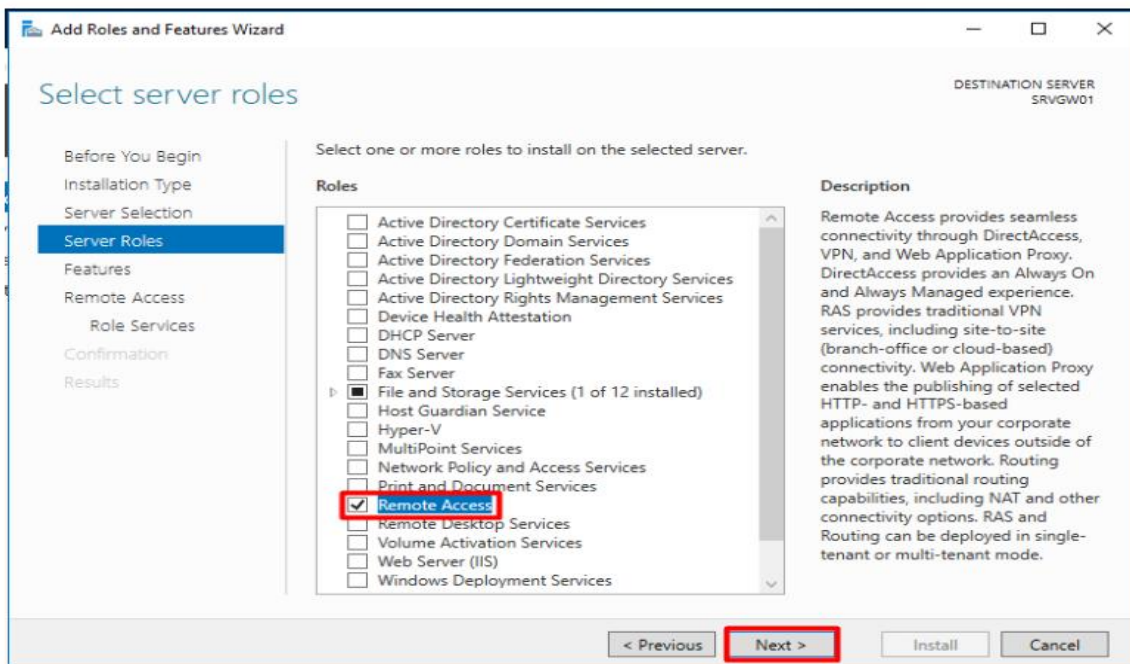 Add Roles and Features Wizard
Select server roles
DESTINATION SERVER
SRVGW01
Before You Begin
Installation Type
Server Selection
Server Roles
Features
Remote Access
Role Services
Confirmation
Results
Select one or more roles to install on the selected server.
Roles
Active Directory Certificate Services
Active Directory Domain Services
Active Directory Federation Services
Active Directory Lightweight Directory Services
Active Directory Rights Management Services
Device Health Attestation
DHCP Server
DNS Server
Fax Server
File and Storage Services (1 of 12 installed)
Host Guardian Service
Hyper-V
MultiPoint Services
Network Policy and Access Services
Print and Document Services
Remote Access
Remote Desktop Services
Volume Activation Services
Web Server (IIS)
Windows Deployment Services
Description
Remote Access provides seamless
connectivity through DirectAccess,
VPN, and Web Application Proxy.
DirectAccess provides an Always On
and Always Managed experience.
RAS provides traditional VPN
services, including site-to-site
(branch-office or cloud-based)
connectivity. Web Application Proxy
enables the publishing of selected
HTTP- and HTTPS-based
applications from your corporate
network to client devices outside of
the corporate network. Routing
provides traditional routing
capabilities, including NAT and other
connectivity options. RAS and
Routing can be deployed in single-
tenant or multi-tenant mode.
< Previous
Next >
Install
Cancel